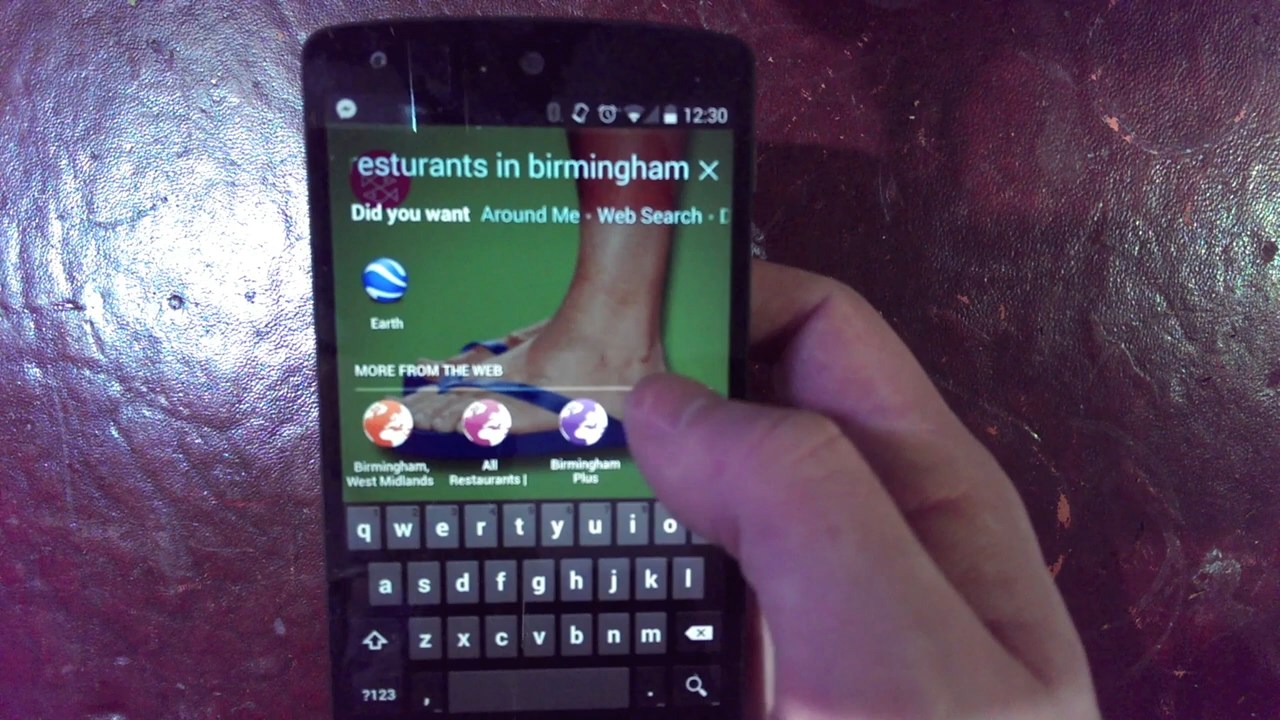 12:30
esturants in birmingham ×
Did you want Around Me • Web Search • D
Earth
MORE FROM THE WEB
Birmingham, All Birmingham
West Midlands Restaurants | Plus
q w e r t y u i o
a s d f g h j k l
z x c v b n m
?123 , .